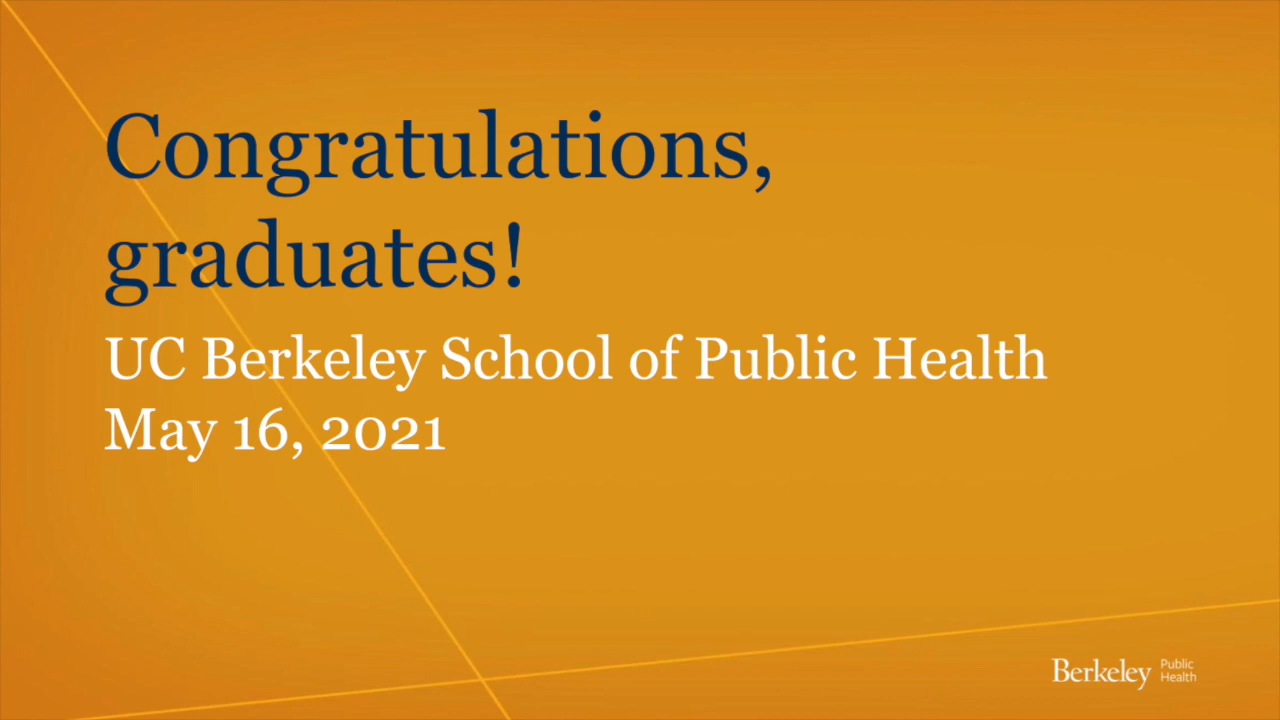 Congratulations,
graduates!
UC Berkeley School of Public Health
May 16, 2021
Berkeley Public
Health